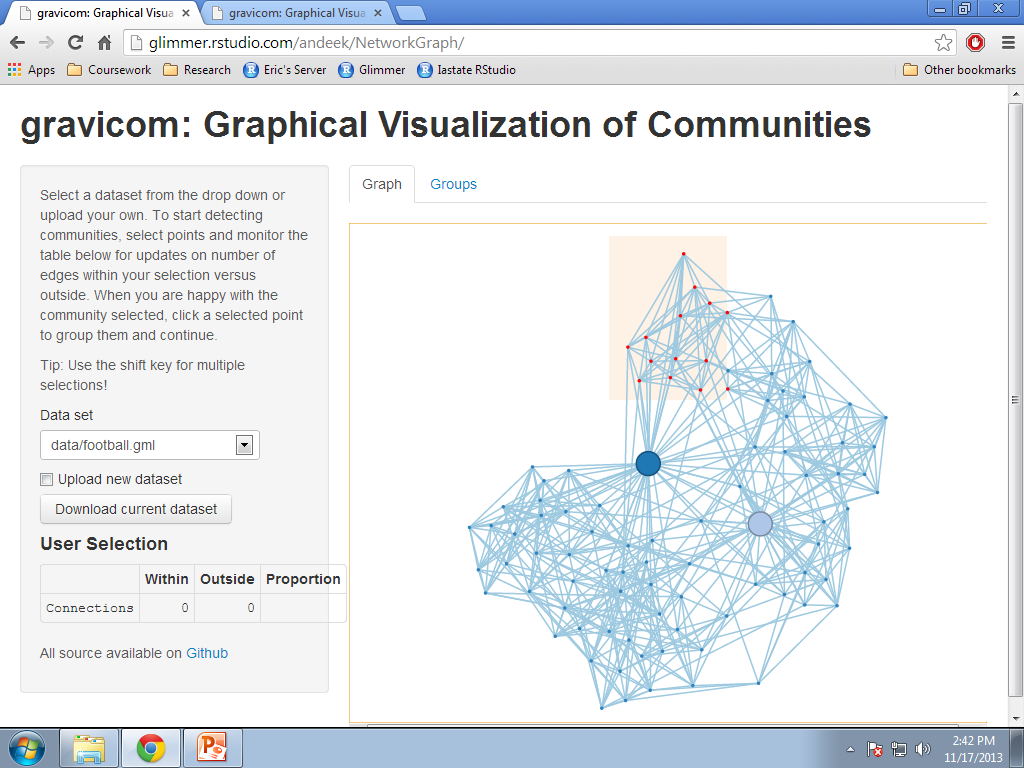 gravicom: Graphical Visua
gravicom: Graphical Visua
glimmer.rstudio.com/andeek/NetworkGraph/
Apps Coursework Research Eric's Server Glimmer Iastate RStudio Other bookmarks
gravicom: Graphical Visualization of Communities
Select a dataset from the drop down or
upload your own. To start detecting
communities, select points and monitor the
table below for updates on number of
edges within your selection versus
outside. When you are happy with the
community selected, click a selected point
to group them and continue.
Tip: Use the shift key for multiple
selections!
Data set
data/football.gml
Upload new dataset
Download current dataset
User Selection
Within Outside Proportion
Connections 0 0
All source available on Github
Graph Groups
2:42 PM
11/17/2013